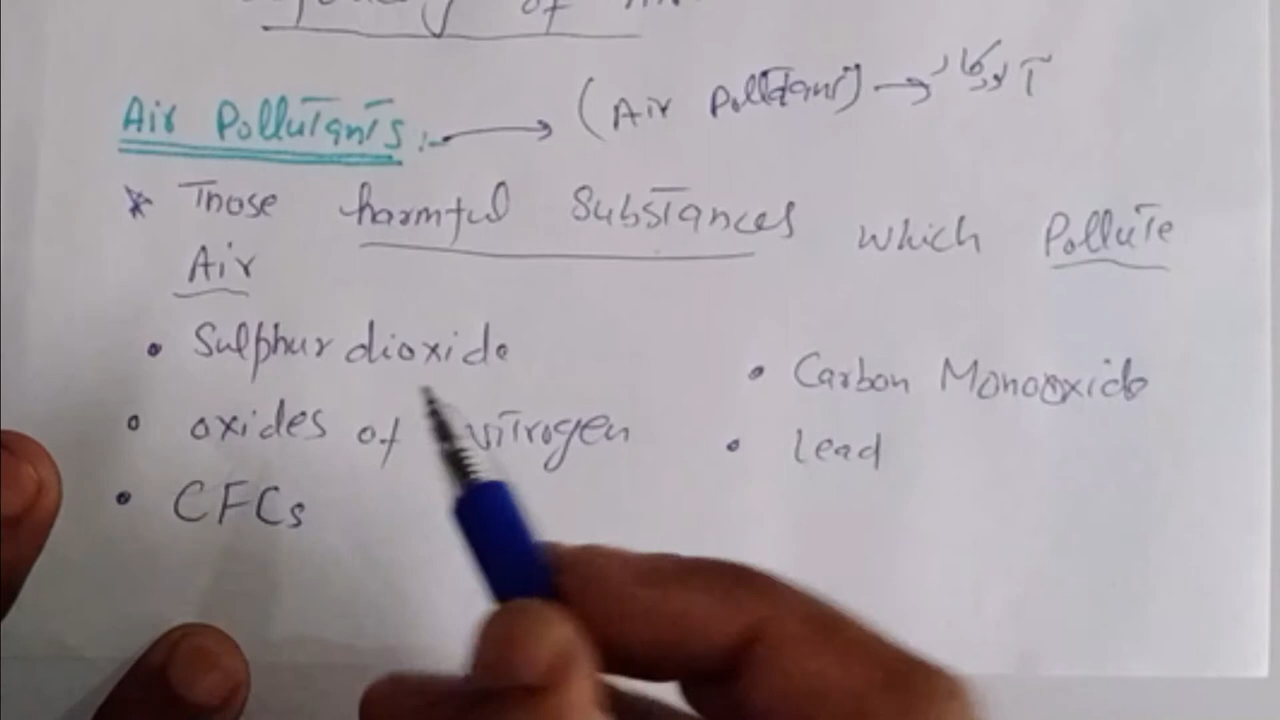 of
Air Pollutants:- → (Air Pollutant) → آلودگار
* Those harmful Substances which Pollute
Air
• Sulphur dioxide
• Carbon Monooxide
• oxides of nitrogen
• Lead
• CFCs